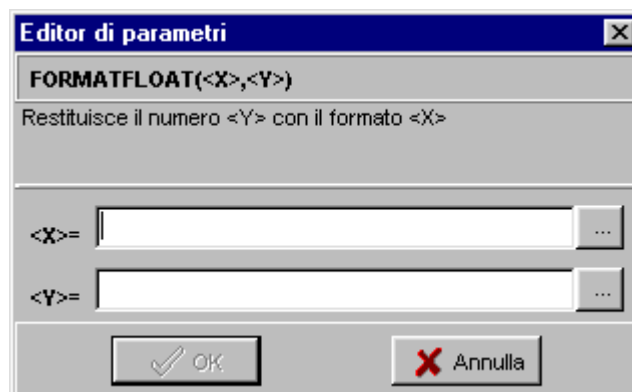 Editor di parametri
FORMATFLOAT(<X>,<Y>)
Restituisce il numero <Y> con il formato <X>
<X>= ...
<Y>= ...
OK Annulla